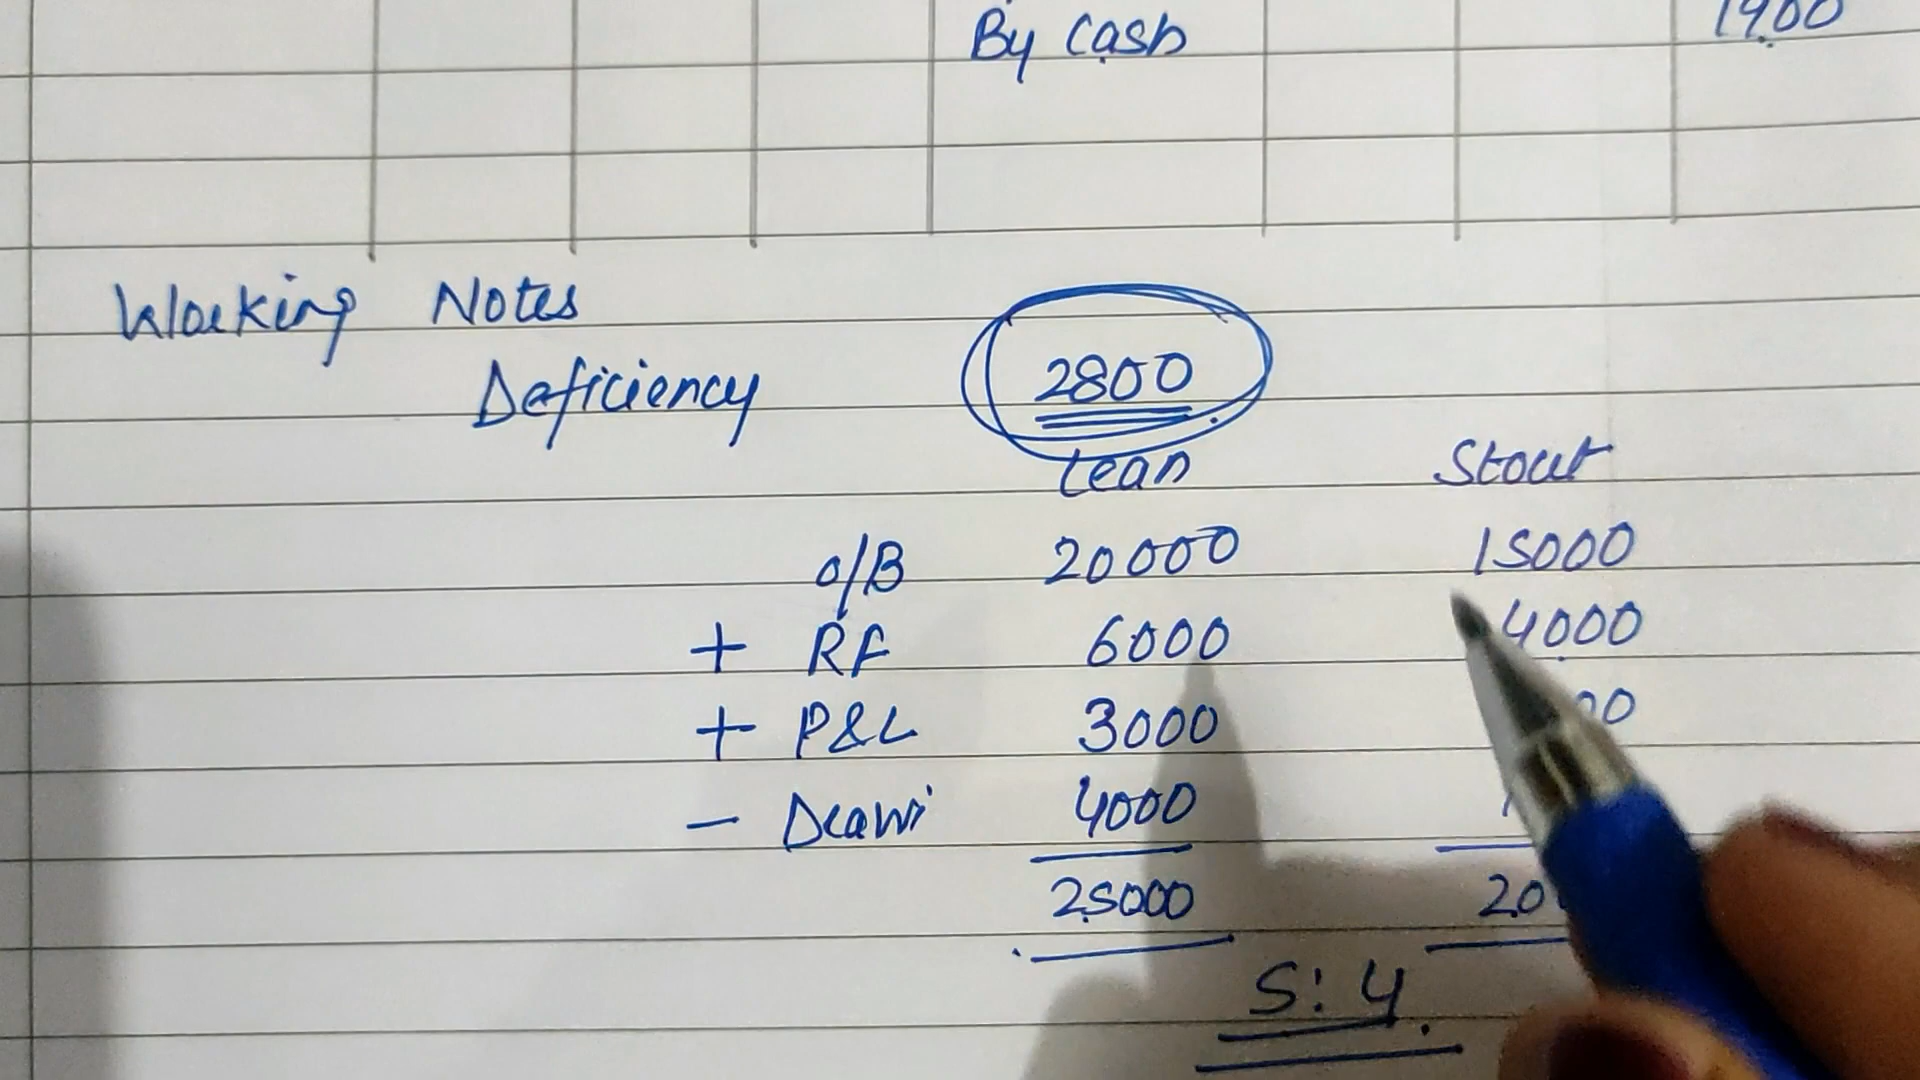 By Cash 1900
Working Notes
Deficiency 2800
Lean Stout
O/B 20000 15000
+ RF 6000 4000
+ P&L 3000
- Drawi 4000
25000
5:4